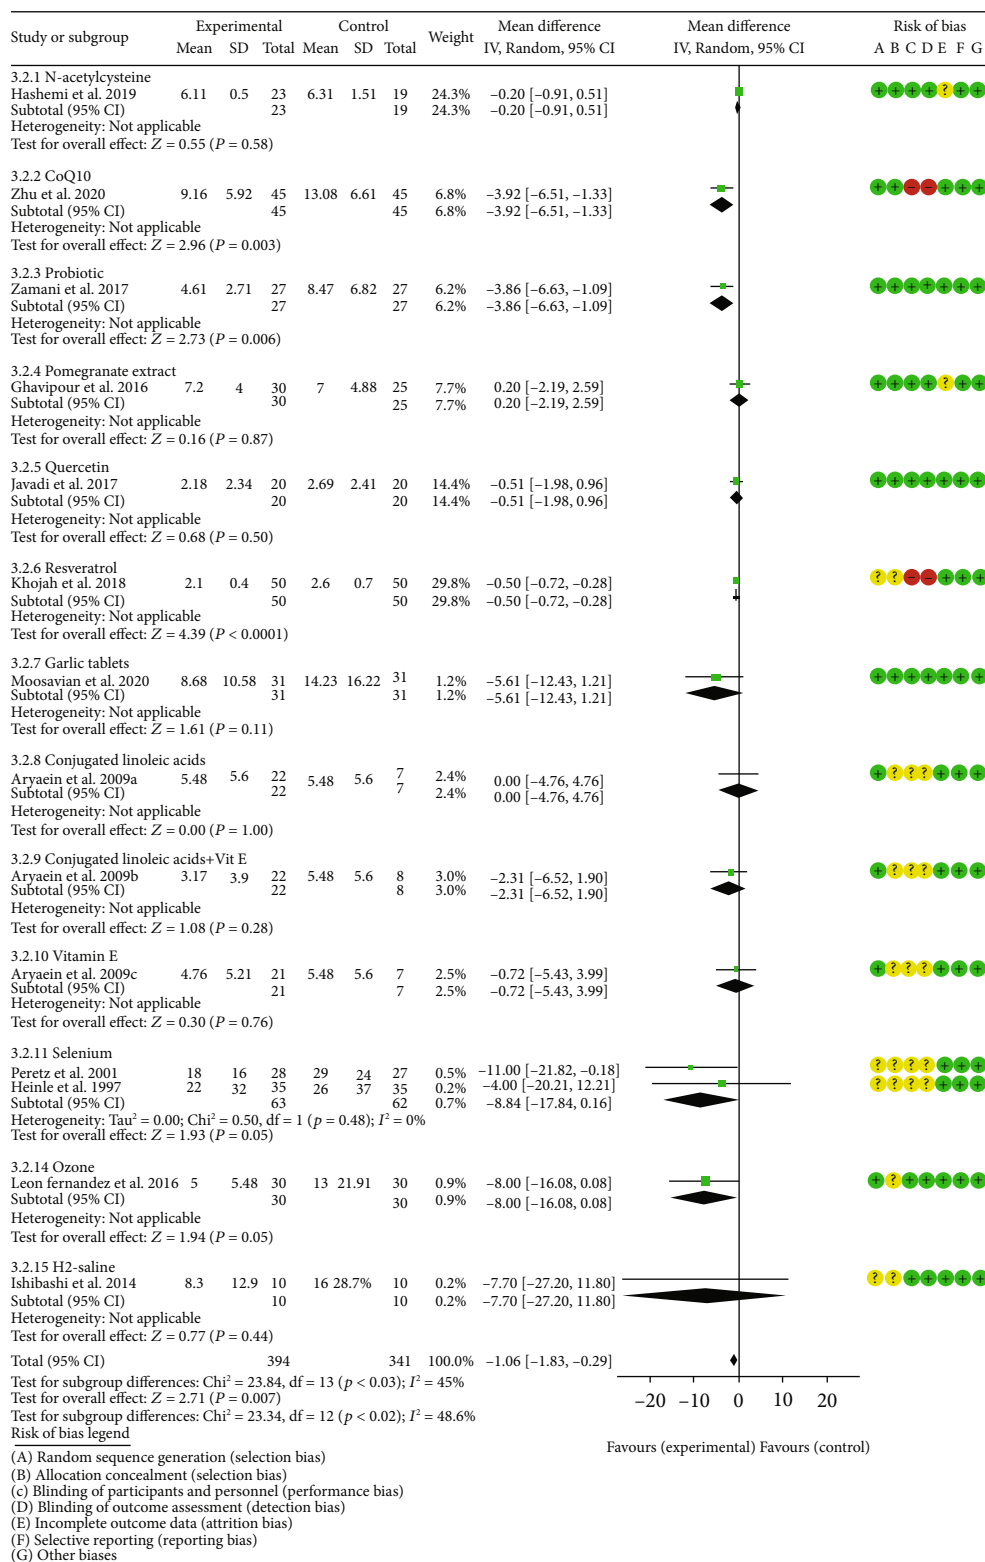 Study or subgroup Experimental Control Weight Mean difference Mean difference Risk of bias
Mean SD Total Mean SD Total IV, Random, 95% CI IV, Random, 95% CI A B C D E F G
3.2.1 N-acetylcysteine
Hashemi et al. 2019 6.11 0.5 23 6.31 1.51 19 24.3% −0.20 [−0.91, 0.51] + + + + ? + +
Subtotal (95% CI) 23 19 24.3% −0.20 [−0.91, 0.51]
Heterogeneity: Not applicable
Test for overall effect: Z = 0.55 (P = 0.58)
3.2.2 CoQ10
Zhu et al. 2020 9.16 5.92 45 13.08 6.61 45 6.8% −3.92 [−6.51, −1.33] + + − − + + +
Subtotal (95% CI) 45 45 6.8% −3.92 [−6.51, −1.33]
Heterogeneity: Not applicable
Test for overall effect: Z = 2.96 (P = 0.003)
3.2.3 Probiotic
Zamani et al. 2017 4.61 2.71 27 8.47 6.82 27 6.2% −3.86 [−6.63, −1.09] + + + + + + +
Subtotal (95% CI) 27 27 6.2% −3.86 [−6.63, −1.09]
Heterogeneity: Not applicable
Test for overall effect: Z = 2.73 (P = 0.006)
3.2.4 Pomegranate extract
Ghavipour et al. 2016 7.2 4 30 7 4.88 25 7.7% 0.20 [−2.19, 2.59] + + + + ? + +
Subtotal (95% CI) 30 25 7.7% 0.20 [−2.19, 2.59]
Heterogeneity: Not applicable
Test for overall effect: Z = 0.16 (P = 0.87)
3.2.5 Quercetin
Javadi et al. 2017 2.18 2.34 20 2.69 2.41 20 14.4% −0.51 [−1.98, 0.96] + + + + + + +
Subtotal (95% CI) 20 20 14.4% −0.51 [−1.98, 0.96]
Heterogeneity: Not applicable
Test for overall effect: Z = 0.68 (P = 0.50)
3.2.6 Resveratrol
Khojah et al. 2018 2.1 0.4 50 2.6 0.7 50 29.8% −0.50 [−0.72, −0.28] ? ? − − + + +
Subtotal (95% CI) 50 50 29.8% −0.50 [−0.72, −0.28]
Heterogeneity: Not applicable
Test for overall effect: Z = 4.39 (P < 0.0001)
3.2.7 Garlic tablets
Moosavian et al. 2020 8.68 10.58 31 14.23 16.22 31 1.2% −5.61 [−12.43, 1.21] + + + + + + +
Subtotal (95% CI) 31 31 1.2% −5.61 [−12.43, 1.21]
Heterogeneity: Not applicable
Test for overall effect: Z = 1.61 (P = 0.11)
3.2.8 Conjugated linoleic acids
Aryaein et al. 2009a 5.48 5.6 22 5.48 5.6 7 2.4% 0.00 [−4.76, 4.76] + ? ? ? + + +
Subtotal (95% CI) 22 7 2.4% 0.00 [−4.76, 4.76]
Heterogeneity: Not applicable
Test for overall effect: Z = 0.00 (P = 1.00)
3.2.9 Conjugated linoleic acids+Vit E
Aryaein et al. 2009b 3.17 3.9 22 5.48 5.6 8 3.0% −2.31 [−6.52, 1.90] + ? ? ? + + +
Subtotal (95% CI) 22 8 3.0% −2.31 [−6.52, 1.90]
Heterogeneity: Not applicable
Test for overall effect: Z = 1.08 (P = 0.28)
3.2.10 Vitamin E
Aryaein et al. 2009c 4.76 5.21 21 5.48 5.6 7 2.5% −0.72 [−5.43, 3.99] + ? ? ? + + +
Subtotal (95% CI) 21 7 2.5% −0.72 [−5.43, 3.99]
Heterogeneity: Not applicable
Test for overall effect: Z = 0.30 (P = 0.76)
3.2.11 Selenium
Peretz et al. 2001 18 16 28 29 24 27 0.5% −11.00 [−21.82, −0.18] ? ? ? ? + + +
Heinle et al. 1997 22 32 35 26 37 35 0.2% −4.00 [−20.21, 12.21] ? ? ? ? + + +
Subtotal (95% CI) 63 62 0.7% −8.84 [−17.84, 0.16]
Heterogeneity: Tau² = 0.00; Chi² = 0.50, df = 1 (p = 0.48); I² = 0%
Test for overall effect: Z = 1.93 (P = 0.05)
3.2.14 Ozone
Leon fernandez et al. 2016 5 5.48 30 13 21.91 30 0.9% −8.00 [−16.08, 0.08] + ? + + + + +
Subtotal (95% CI) 30 30 0.9% −8.00 [−16.08, 0.08]
Heterogeneity: Not applicable
Test for overall effect: Z = 1.94 (P = 0.05)
3.2.15 H2-saline
Ishibashi et al. 2014 8.3 12.9 10 16 28.7% 10 0.2% −7.70 [−27.20, 11.80] ? ? + + + + +
Subtotal (95% CI) 10 10 0.2% −7.70 [−27.20, 11.80]
Heterogeneity: Not applicable
Test for overall effect: Z = 0.77 (P = 0.44)
Total (95% CI) 394 341 100.0% −1.06 [−1.83, −0.29]
Test for subgroup differences: Chi² = 23.84, df = 13 (p < 0.03); I² = 45%
Test for overall effect: Z = 2.71 (P = 0.007)
Test for subgroup differences: Chi² = 23.34, df = 12 (p < 0.02); I² = 48.6%
−20 −10 0 10 20
Favours (experimental) Favours (control)
Risk of bias legend
(A) Random sequence generation (selection bias)
(B) Allocation concealment (selection bias)
(c) Blinding of participants and personnel (performance bias)
(D) Blinding of outcome assessment (detection bias)
(E) Incomplete outcome data (attrition bias)
(F) Selective reporting (reporting bias)
(G) Other biases